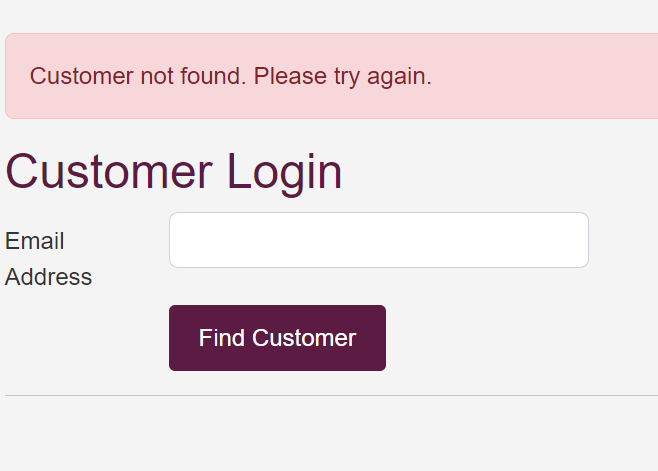 Customer not found. Please try again.
Customer Login
Email
Address
Find Customer